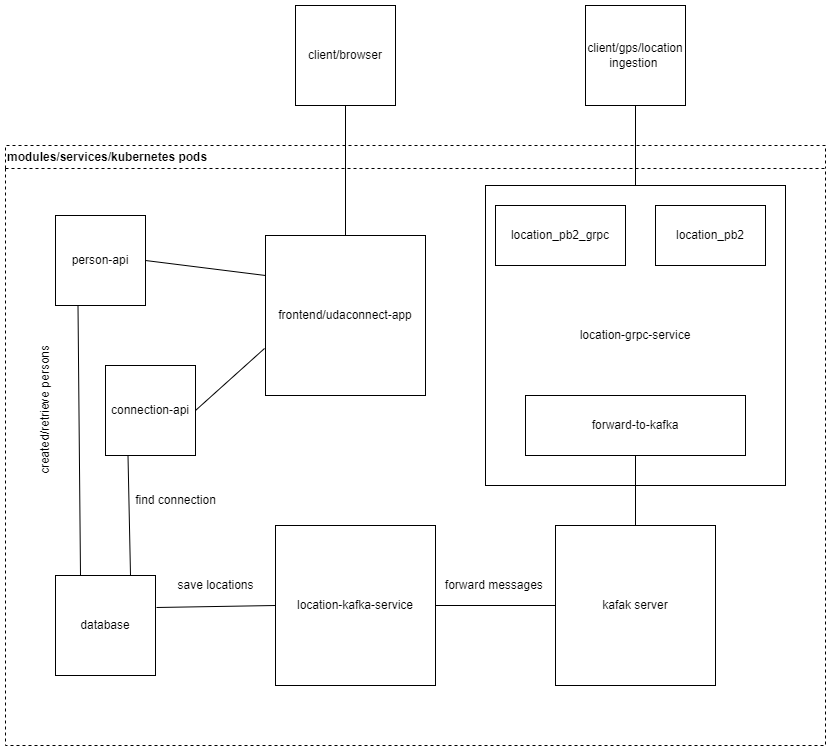 client/browser
client/gps/location
ingestion
modules/services/kubernetes pods
location_pb2_grpc
location_pb2
person-api
frontend/udaconnect-app
location-grpc-service
created/retrieve persons
connection-api
forward-to-kafka
find connection
save locations
forward messages
database
location-kafka-service
kafak server